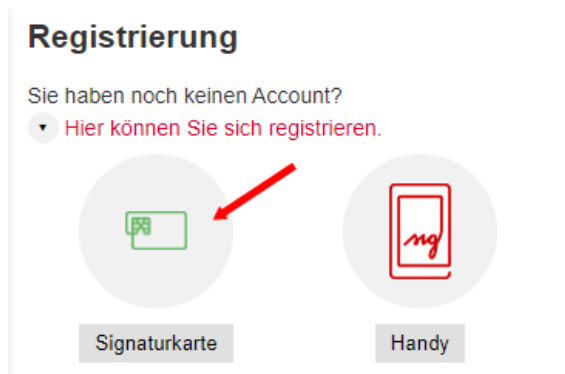 Registrierung
Sie haben noch keinen Account?
Hier können Sie sich registrieren.
Signaturkarte
Handy